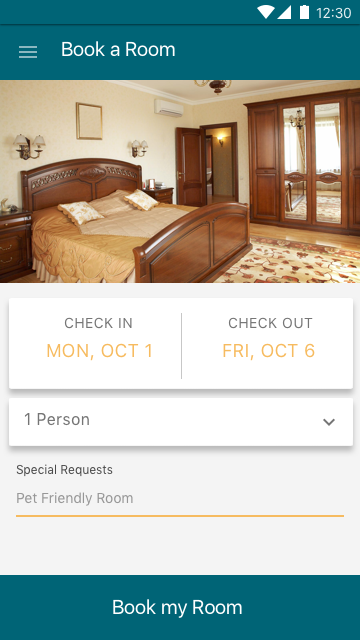 12:30
Book a Room
CHECK IN
MON, OCT 1
CHECK OUT
FRI, OCT 6
1 Person
Special Requests
Pet Friendly Room
Book my Room